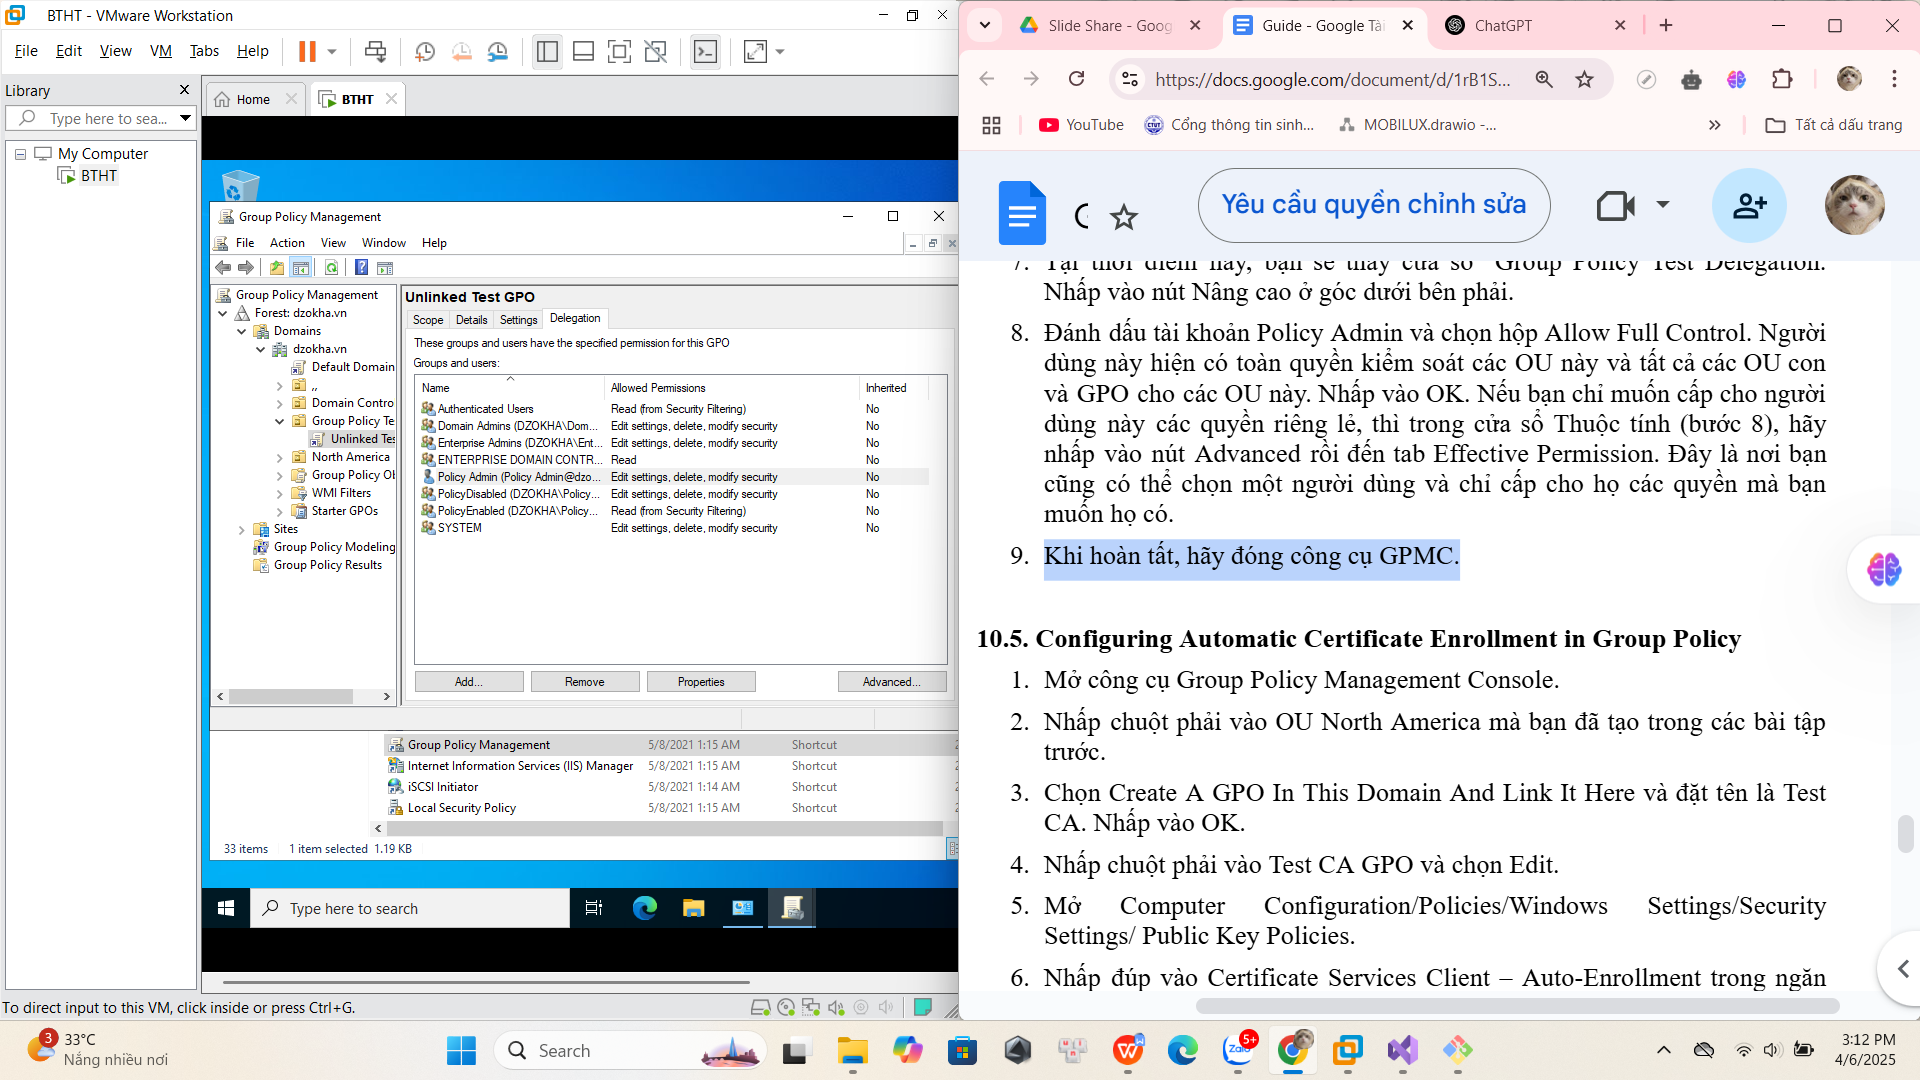 BTHT - VMware Workstation
File Edit View VM Tabs Help
Library
Type here to sea...
My Computer
BTHT
Home
BTHT
Group Policy Management
File Action View Window Help
Group Policy Management
Forest: dzokha.vn
Domains
dzokha.vn
Default Domain
,,
Domain Contro
Group Policy Te
Unlinked Tes
North America
Group Policy Ob
WMI Filters
Starter GPOs
Sites
Group Policy Modeling
Group Policy Results
Unlinked Test GPO
Scope Details Settings Delegation
These groups and users have the specified permission for this GPO
Groups and users:
Name Allowed Permissions Inherited
Authenticated Users Read (from Security Filtering) No
Domain Admins (DZOKHA\Dom... Edit settings, delete, modify security No
Enterprise Admins (DZOKHA\Ent... Edit settings, delete, modify security No
ENTERPRISE DOMAIN CONTR... Read No
Policy Admin (Policy Admin@dzo... Edit settings, delete, modify security No
PolicyDisabled (DZOKHA\Policy... Edit settings, delete, modify security No
PolicyEnabled (DZOKHA\Policy... Read (from Security Filtering) No
SYSTEM Edit settings, delete, modify security No
Add... Remove Properties Advanced...
Group Policy Management 5/8/2021 1:15 AM Shortcut
Internet Information Services (IIS) Manager 5/8/2021 1:15 AM Shortcut
iSCSI Initiator 5/8/2021 1:14 AM Shortcut
Local Security Policy 5/8/2021 1:15 AM Shortcut
33 items 1 item selected 1.19 KB
Type here to search
To direct input to this VM, click inside or press Ctrl+G.
Slide Share - Goog
Guide - Google Tài
ChatGPT
https://docs.google.com/document/d/1rB1S...
YouTube
Cổng thông tin sinh...
MOBILUX.drawio -...
Tất cả dấu trang
Yêu cầu quyền chỉnh sửa
7. Tại thời điểm này, bạn sẽ thấy cửa sổ Group Policy Test Delegation.
Nhấp vào nút Nâng cao ở góc dưới bên phải.
8. Đánh dấu tài khoản Policy Admin và chọn hộp Allow Full Control. Người
dùng này hiện có toàn quyền kiểm soát các OU này và tất cả các OU con
và GPO cho các OU này. Nhấp vào OK. Nếu bạn chỉ muốn cấp cho người
dùng này các quyền riêng lẻ, thì trong cửa sổ Thuộc tính (bước 8), hãy
nhấp vào nút Advanced rồi đến tab Effective Permission. Đây là nơi bạn
cũng có thể chọn một người dùng và chỉ cấp cho họ các quyền mà bạn
muốn họ có.
9. Khi hoàn tất, hãy đóng công cụ GPMC.
10.5. Configuring Automatic Certificate Enrollment in Group Policy
1. Mở công cụ Group Policy Management Console.
2. Nhấp chuột phải vào OU North America mà bạn đã tạo trong các bài tập
trước.
3. Chọn Create A GPO In This Domain And Link It Here và đặt tên là Test
CA. Nhấp vào OK.
4. Nhấp chuột phải vào Test CA GPO và chọn Edit.
5. Mở Computer Configuration/Policies/Windows Settings/Security
Settings/ Public Key Policies.
6. Nhấp đúp vào Certificate Services Client – Auto-Enrollment trong ngăn
3
33°C
Nắng nhiều nơi
Search
Zalo
5+
3:12 PM
4/6/2025